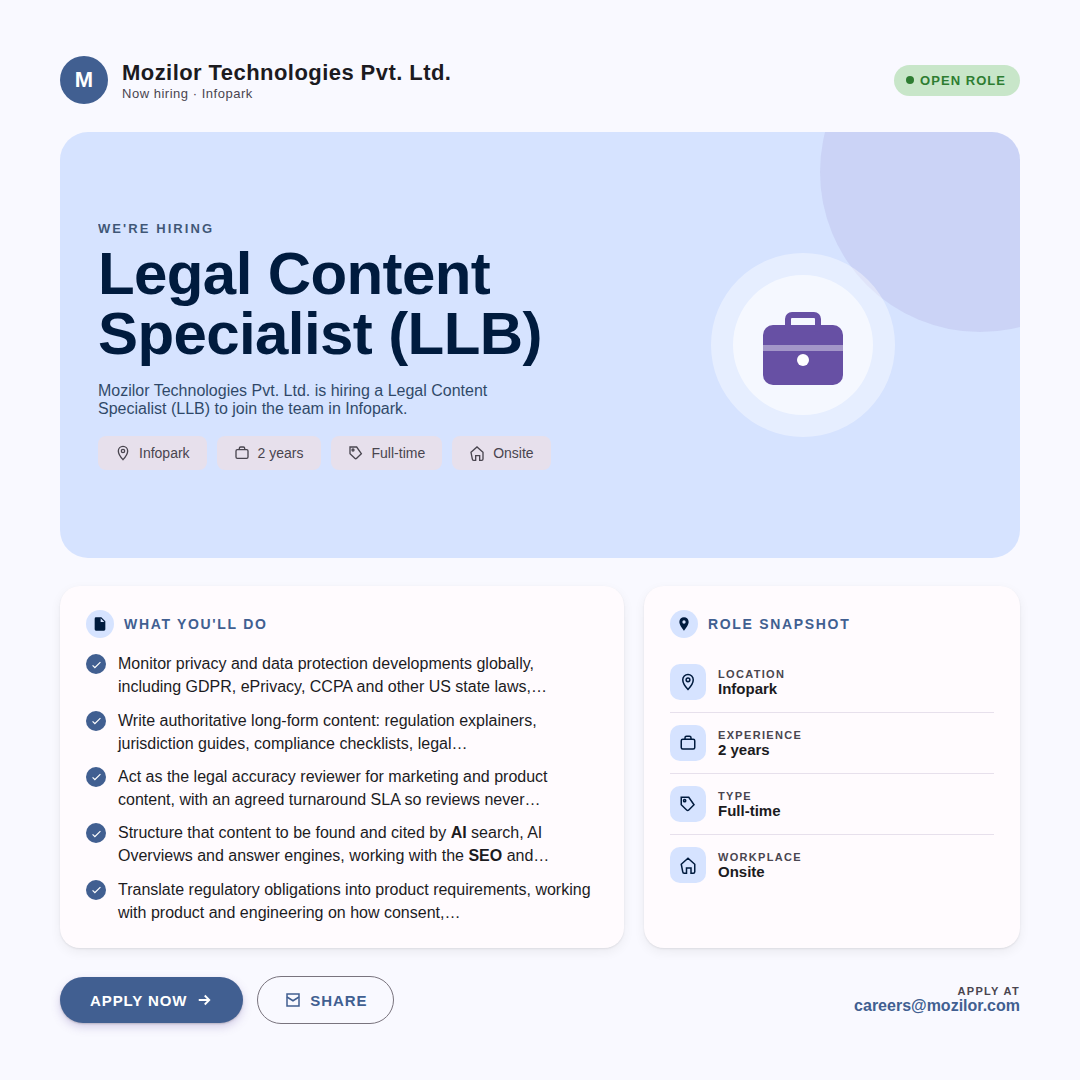 M
Mozilor Technologies Pvt. Ltd.
Now hiring · Infopark
OPEN ROLE
WE'RE HIRING
Legal Content
Specialist (LLB)
Mozilor Technologies Pvt. Ltd. is hiring a Legal Content
Specialist (LLB) to join the team in Infopark.
Infopark
2 years
Full-time
Onsite
WHAT YOU'LL DO
Monitor privacy and data protection developments globally,
including GDPR, ePrivacy, CCPA and other US state laws,…
Write authoritative long-form content: regulation explainers,
jurisdiction guides, compliance checklists, legal…
Act as the legal accuracy reviewer for marketing and product
content, with an agreed turnaround SLA so reviews never…
Structure that content to be found and cited by AI search, AI
Overviews and answer engines, working with the SEO and…
Translate regulatory obligations into product requirements, working
with product and engineering on how consent,…
ROLE SNAPSHOT
LOCATION
Infopark
EXPERIENCE
2 years
TYPE
Full-time
WORKPLACE
Onsite
APPLY NOW
SHARE
APPLY AT
careers@mozilor.com